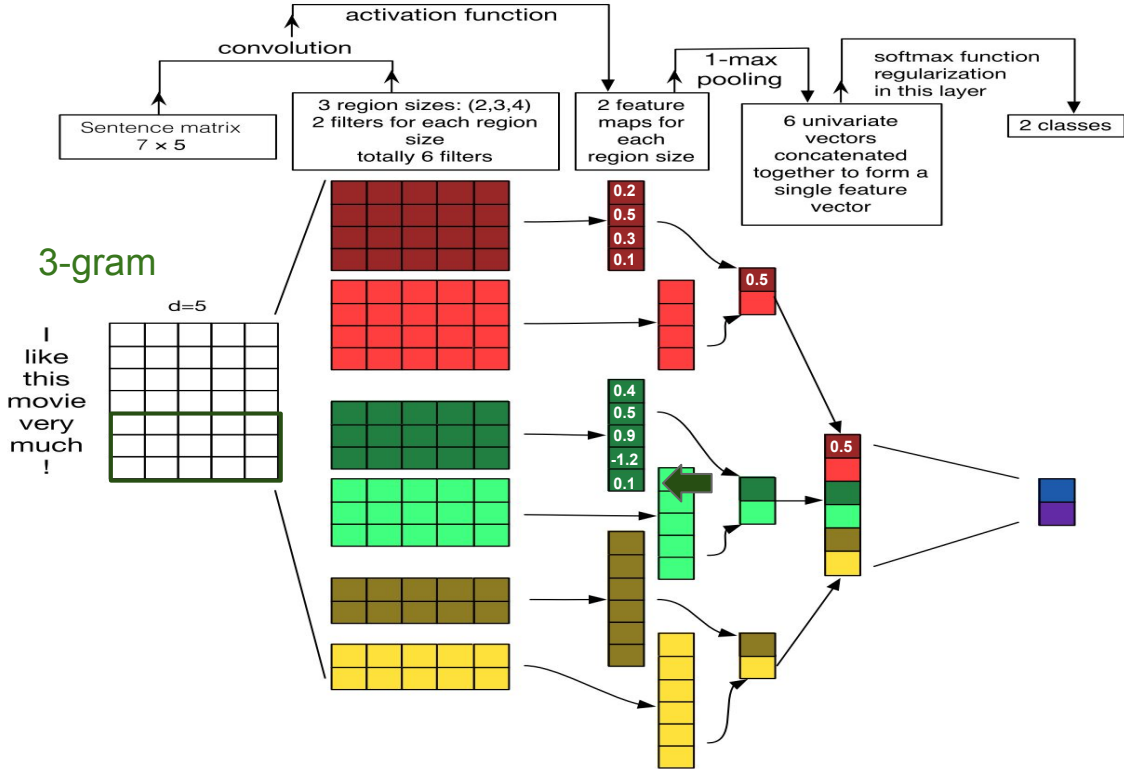 activation function
convolution
1-max
pooling
softmax function
regularization
in this layer
Sentence matrix
7 × 5
3 region sizes: (2,3,4)
2 filters for each region
size
totally 6 filters
2 feature
maps for
each
region size
6 univariate
vectors
concatenated
together to form a
single feature
vector
2 classes
3-gram
d=5
I
like
this
movie
very
much
!
0.2
0.5
0.3
0.1
0.5
0.4
0.5
0.9
-1.2
0.1
0.5